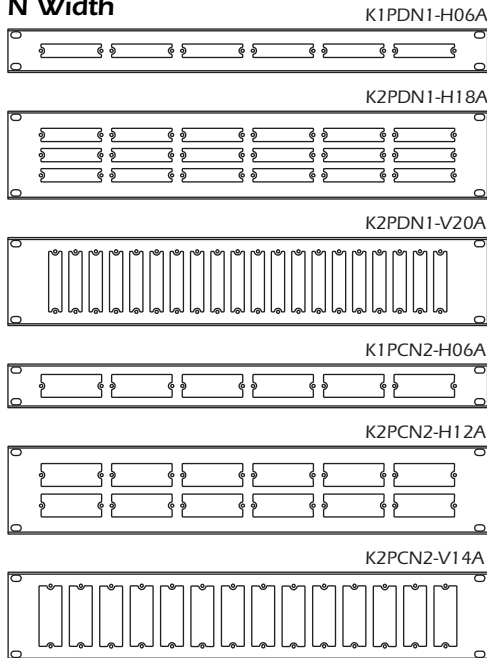 N Width
K1PDN1-H06A
K2PDN1-H18A
K2PDN1-V20A
K1PCN2-H06A
K2PCN2-H12A
K2PCN2-V14A